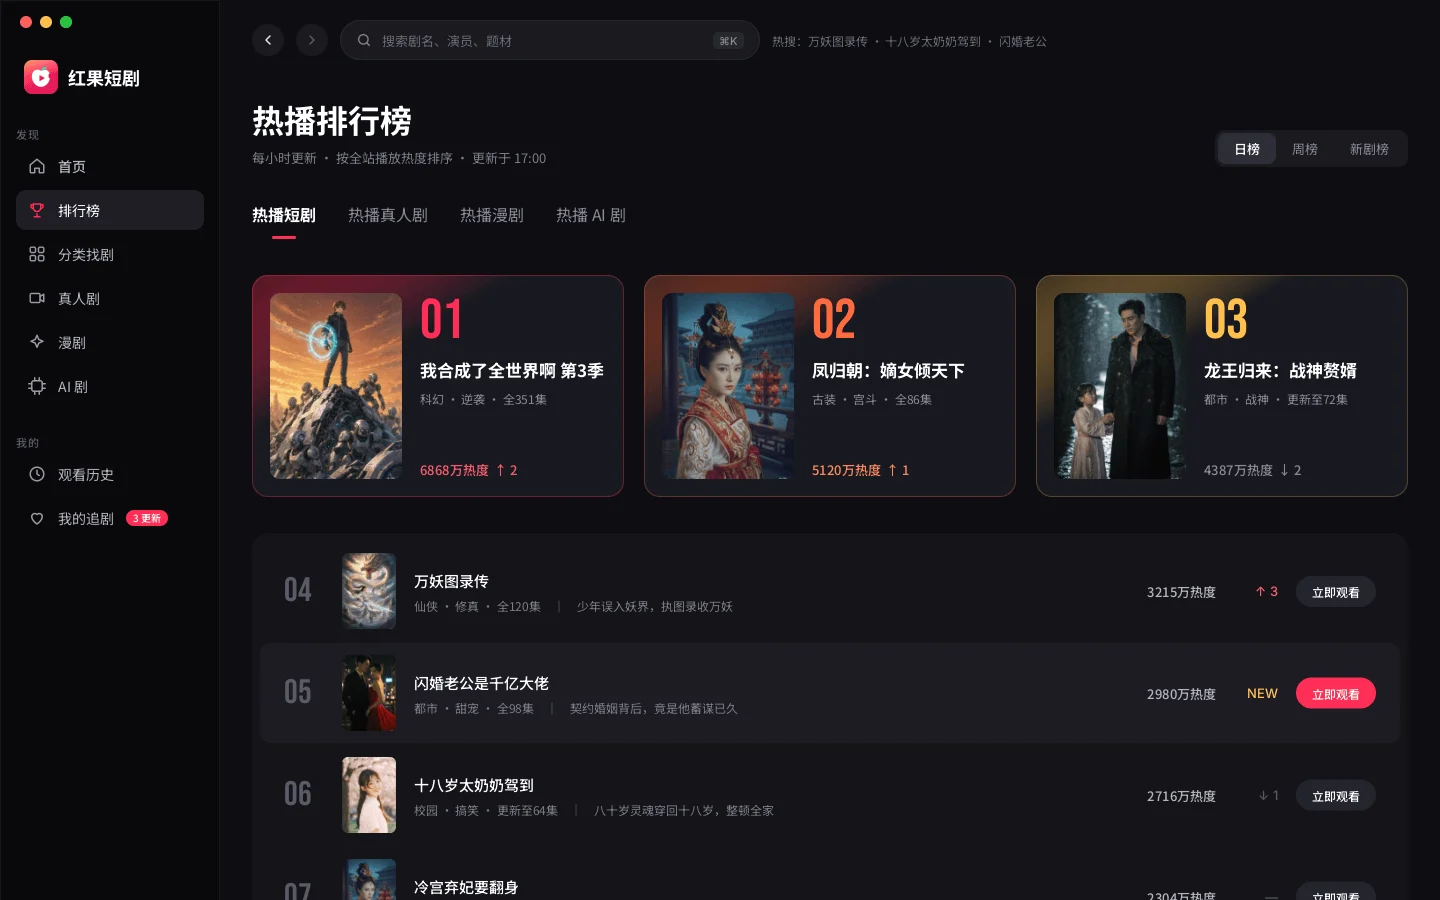 红果短剧
搜索剧名、演员、题材
⌘K
热搜：万妖图录传 · 十八岁太奶奶驾到 · 闪婚老公
发现
首页
排行榜
分类找剧
真人剧
漫剧
AI 剧
我的
观看历史
我的追剧
3 更新
热播排行榜
每小时更新 · 按全站播放热度排序 · 更新于 17:00
日榜
周榜
新剧榜
热播短剧
热播真人剧
热播漫剧
热播 AI 剧
01
我合成了全世界啊 第3季
科幻 · 逆袭 · 全351集
6868万热度 ↑ 2
02
凤归朝：嫡女倾天下
古装 · 宫斗 · 全86集
5120万热度 ↑ 1
03
龙王归来：战神赘婿
都市 · 战神 · 更新至72集
4387万热度 ↓ 2
04
万妖图录传
仙侠 · 修真 · 全120集 | 少年误入妖界，执图录收万妖
3215万热度
↑ 3
立即观看
05
闪婚老公是千亿大佬
都市 · 甜宠 · 全98集 | 契约婚姻背后，竟是他蓄谋已久
2980万热度
NEW
立即观看
06
十八岁太奶奶驾到
校园 · 搞笑 · 更新至64集 | 八十岁灵魂穿回十八岁，整顿全家
2716万热度
↓ 1
立即观看
07
冷宫弃妃要翻身
2304万热度
—
立即观看